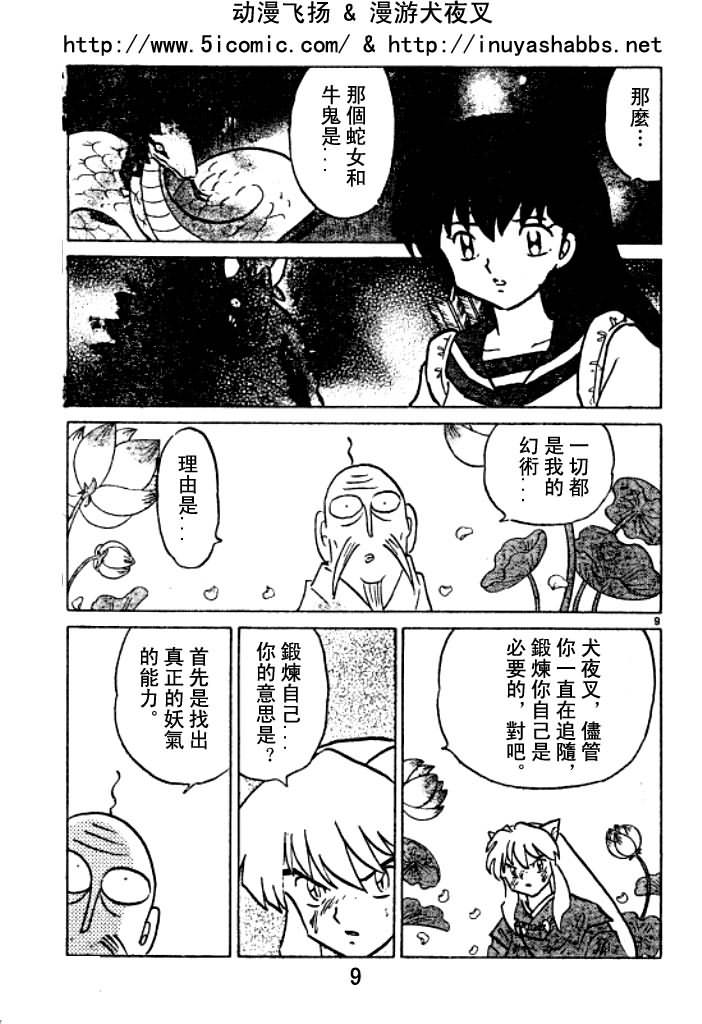 动漫飞扬 & 漫游犬夜叉
http://www.5icomic.com/ & http://inuyashabbs.net
那麼…
那個蛇女和
牛鬼是...
一切都
是我的
幻術...
理由是...
9
犬夜叉，儘管
你一直在追隨，
鍛煉你自己是
必要的，對吧。
鍛煉自己...
你的意思是？
首先是找出
真正的妖氣
的能力。
9